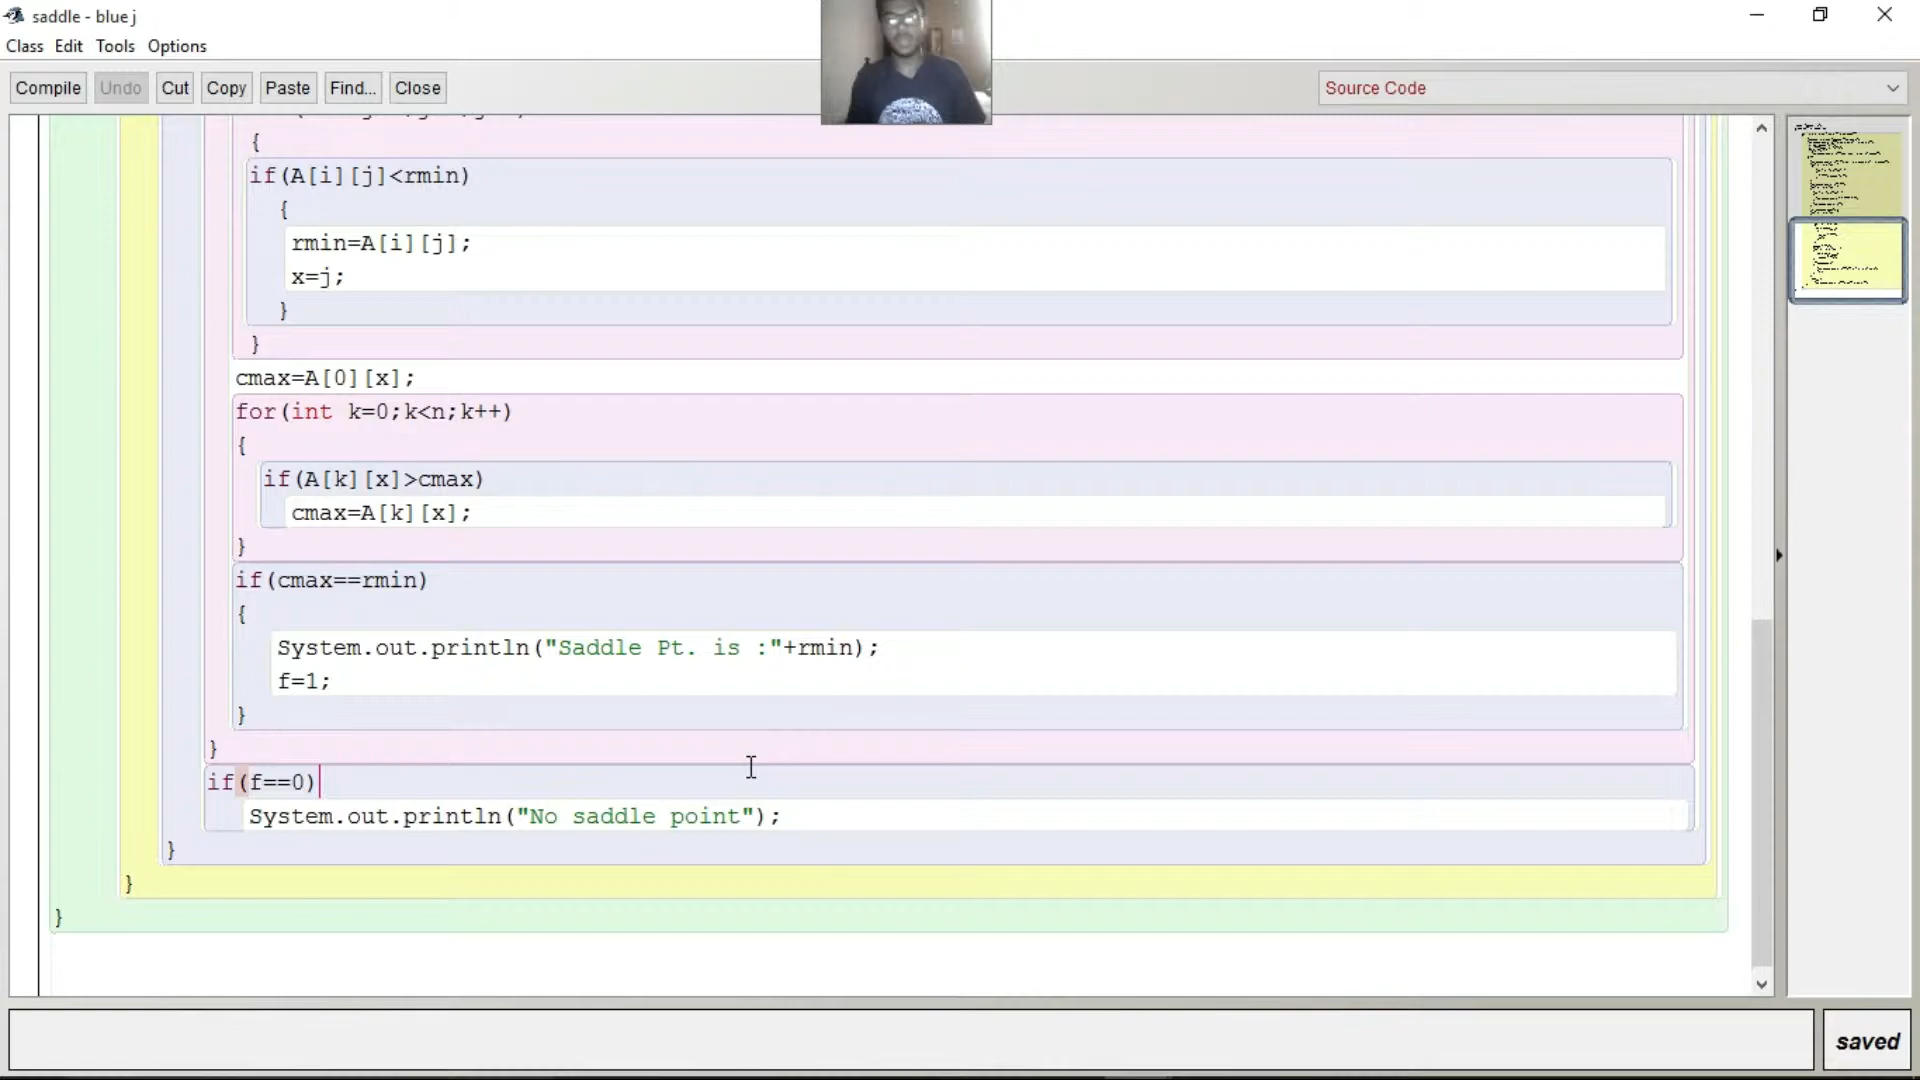 saddle - blue j
Class Edit Tools Options
Compile Undo Cut Copy Paste Find... Close Source Code
{
if(A[i][j]<rmin)
{
rmin=A[i][j];
x=j;
}
}
cmax=A[0][x];
for(int k=0;k<n;k++)
{
if(A[k][x]>cmax)
cmax=A[k][x];
}
if(cmax==rmin)
{
System.out.println("Saddle Pt. is :"+rmin);
f=1;
}
}
if(f==0)
System.out.println("No saddle point");
}
}
}
saved